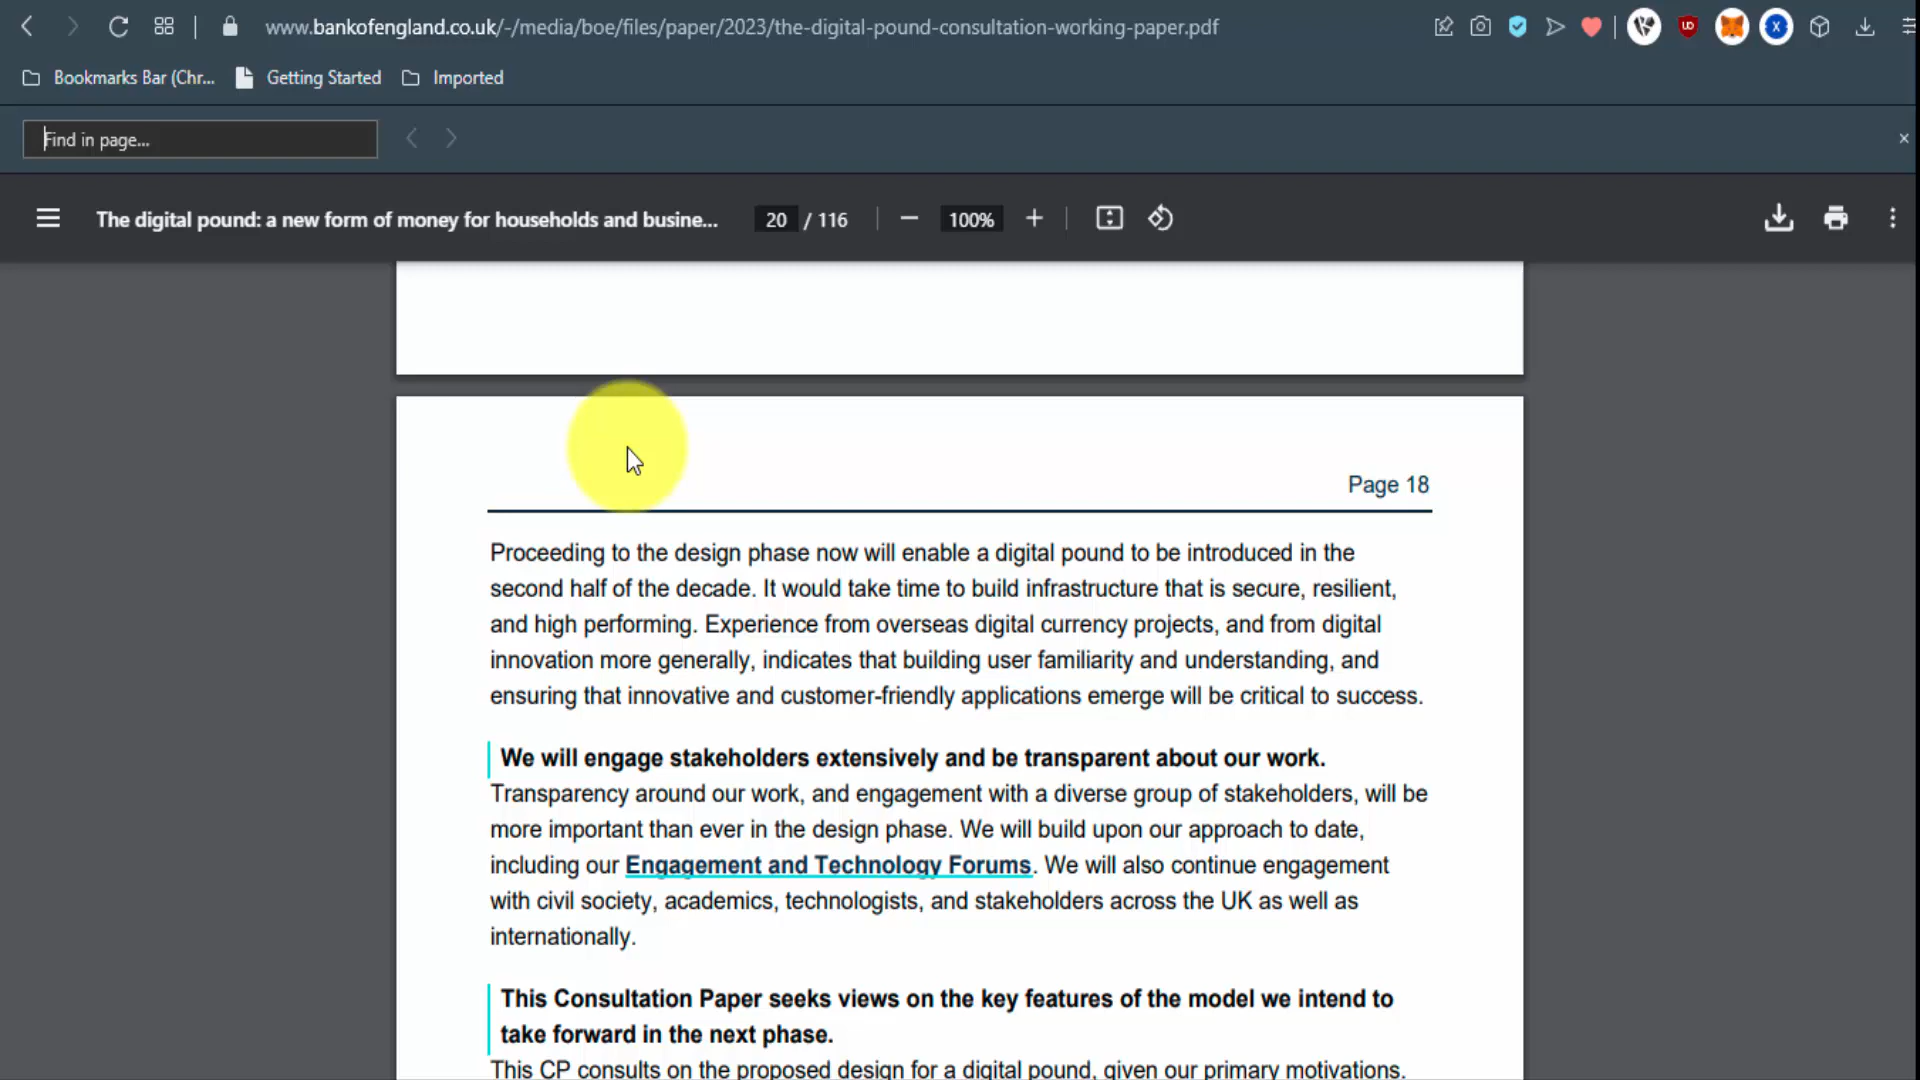 www.bankofengland.co.uk/-/media/boe/files/paper/2023/the-digital-pound-consultation-working-paper.pdf
Bookmarks Bar (Chr... Getting Started Imported
Find in page...
The digital pound: a new form of money for households and busine... 20 / 116 100%
Page 18
Proceeding to the design phase now will enable a digital pound to be introduced in the
second half of the decade. It would take time to build infrastructure that is secure, resilient,
and high performing. Experience from overseas digital currency projects, and from digital
innovation more generally, indicates that building user familiarity and understanding, and
ensuring that innovative and customer-friendly applications emerge will be critical to success.
We will engage stakeholders extensively and be transparent about our work.
Transparency around our work, and engagement with a diverse group of stakeholders, will be
more important than ever in the design phase. We will build upon our approach to date,
including our Engagement and Technology Forums. We will also continue engagement
with civil society, academics, technologists, and stakeholders across the UK as well as
internationally.
This Consultation Paper seeks views on the key features of the model we intend to
take forward in the next phase.
This CP consults on the proposed design for a digital pound, given our primary motivations.